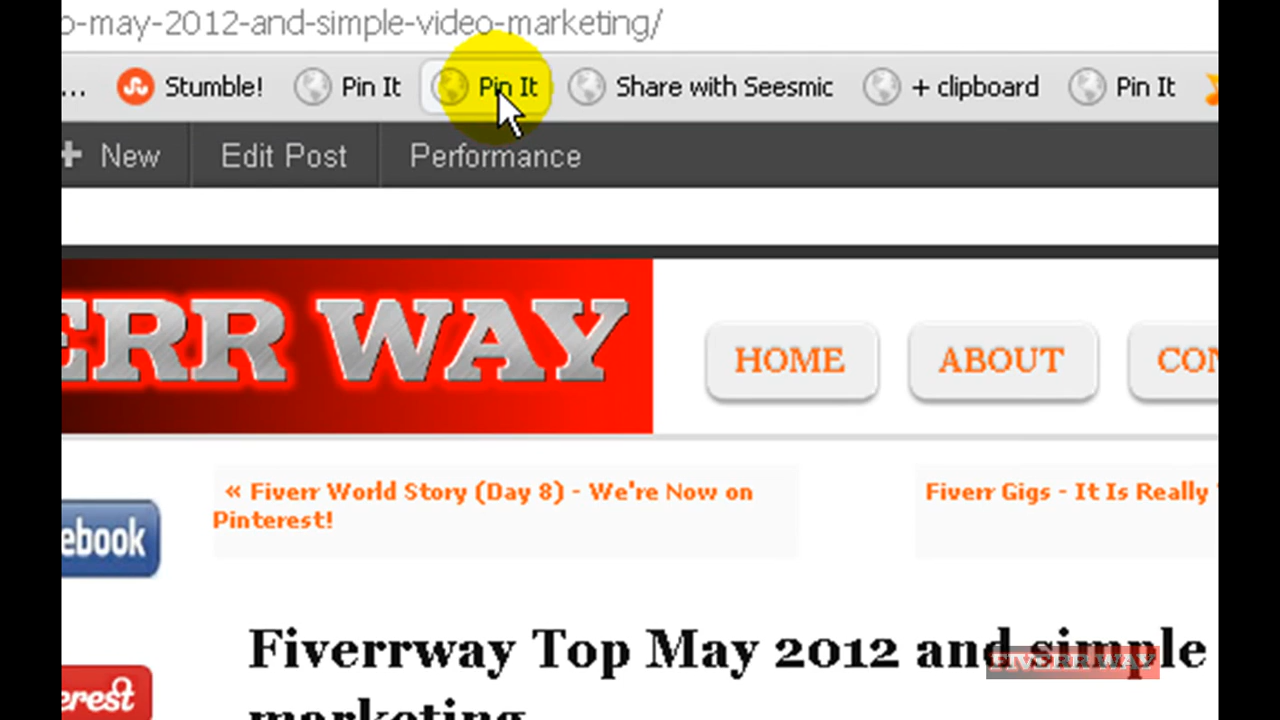 o-may-2012-and-simple-video-marketing/
... Stumble! Pin It Pin It Share with Seesmic + clipboard Pin It
+ New Edit Post Performance
ERR WAY
HOME ABOUT CON
« Fiverr World Story (Day 8) - We're Now on
Pinterest!
Fiverr Gigs - It Is Really
ebook
Fiverrway Top May 2012 and simple
marketing
erest
FIVERR WAY